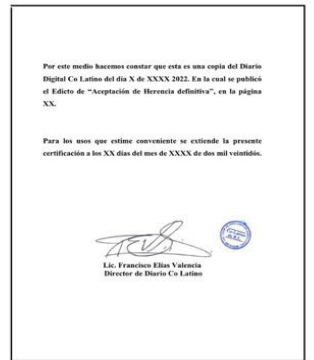 Por este medio hacemos constar que esta es una copia del Diario
Digital Co Latino del día X de XXXX 2022. En la cual se publicó
el Edicto de “Aceptación de Herencia definitiva”, en la página
XX.
Para los usos que estime conveniente se extiende la presente
certificación a los XX días del mes de XXXX de dos mil veintidós.
Lic. Francisco Elías Valencia
Director de Diario Co Latino